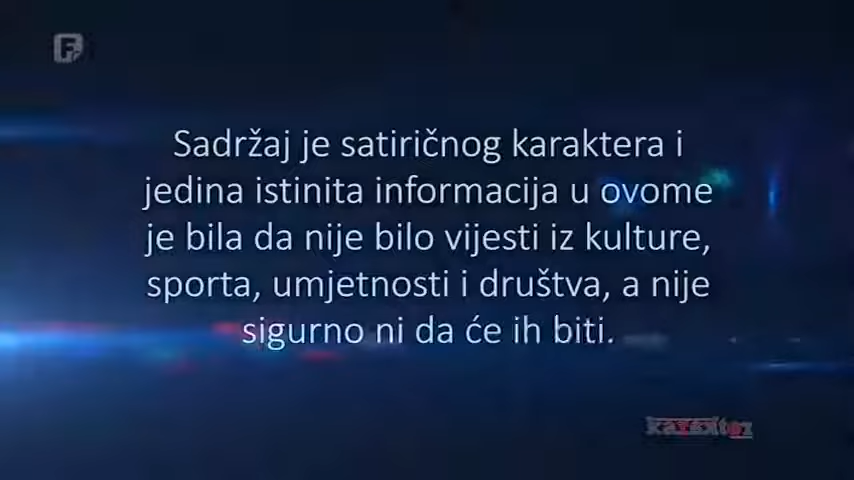 Sadržaj je satiričnog karaktera i
jedina istinita informacija u ovome
je bila da nije bilo vijesti iz kulture,
sporta, umjetnosti i društva, a nije
sigurno ni da će ih biti.